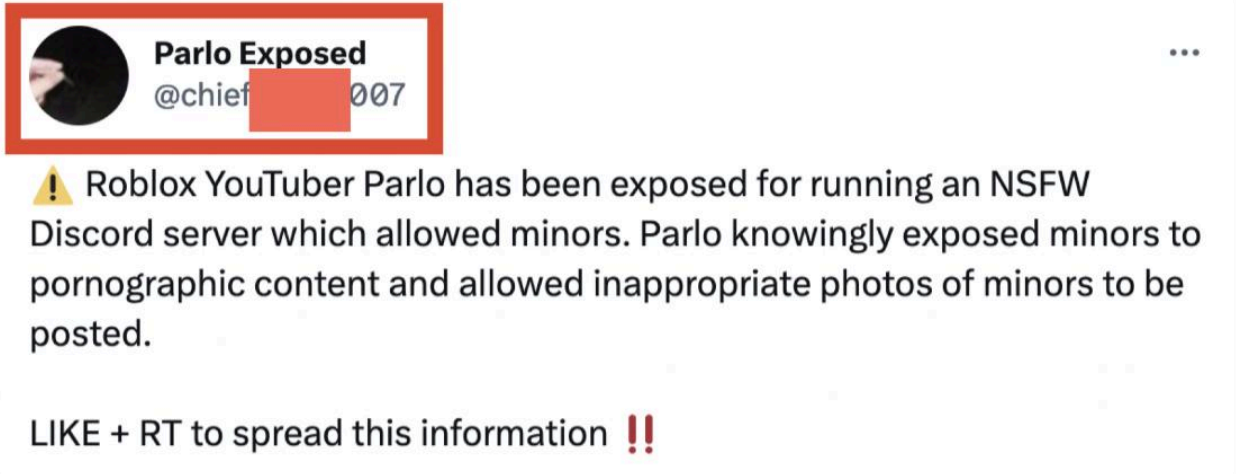 Parlo Exposed
@chief 007
⚠️ Roblox YouTuber Parlo has been exposed for running an NSFW
Discord server which allowed minors. Parlo knowingly exposed minors to
pornographic content and allowed inappropriate photos of minors to be
posted.
LIKE + RT to spread this information ‼️